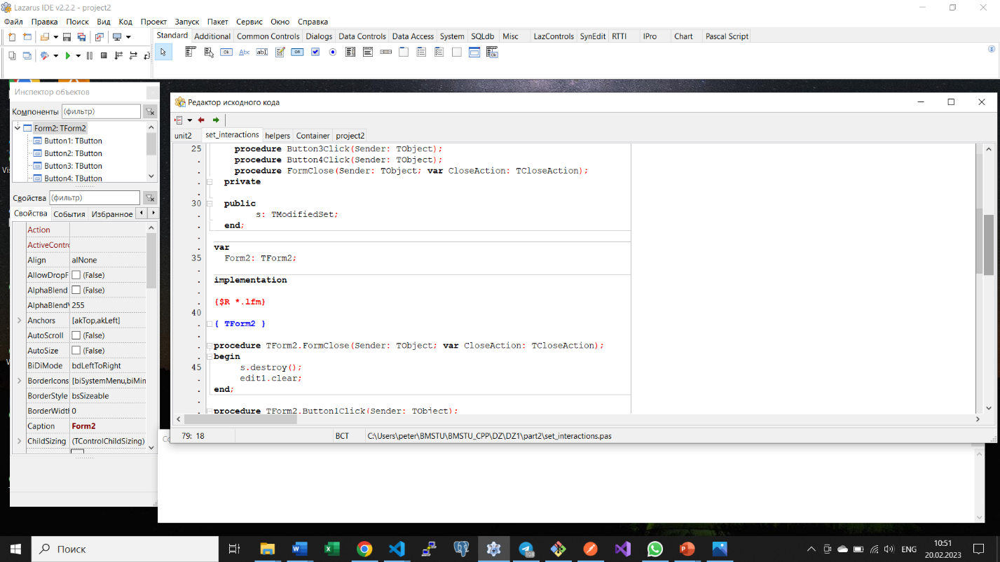 Lazarus IDE v2.2.2 - project2
Файл Правка Поиск Вид Код Проект Запуск Пакет Сервис Окно Справка
Standard Additional Common Controls Dialogs Data Controls Data Access System SQLdb Misc LazControls SynEdit RTTI IPro Chart Pascal Script
Ok Abc abI on Ok
Инспектор объектов
Компоненты (фильтр)
Form2: TForm2
Button1: TButton
Button2: TButton
Button3: TButton
Button4: TButton
Свойства (фильтр)
Свойства События Избранное
Action
ActiveContro
Align alNone
AllowDropF (False)
AlphaBlend (False)
AlphaBlendV 255
Anchors [akTop,akLeft]
AutoScroll (False)
AutoSize (False)
BiDiMode bdLeftToRight
BorderIcons [biSystemMenu,biMin
BorderStyle bsSizeable
BorderWidth 0
Caption Form2
ChildSizing (TControlChildSizing)
Редактор исходного кода
unit2 set_interactions helpers Container project2
25 procedure Button3Click(Sender: TObject);
. procedure Button4Click(Sender: TObject);
. procedure FormClose(Sender: TObject; var CloseAction: TCloseAction);
. private
.
30 public
. s: TModifiedSet;
. end;
.
. var
35 Form2: TForm2;
.
. implementation
.
. {$R *.lfm}
40
. { TForm2 }
.
. procedure TForm2.FormClose(Sender: TObject; var CloseAction: TCloseAction);
. begin
45 s.destroy();
. edit1.clear;
. end;
.
. procedure TForm2.Button1Click(Sender: TObject);
79: 18 ВСТ C:\Users\peter\BMSTU\BMSTU_CPP\DZ\DZ1\part2\set_interactions.pas
Поиск
108
ENG
10:51
20.02.2023